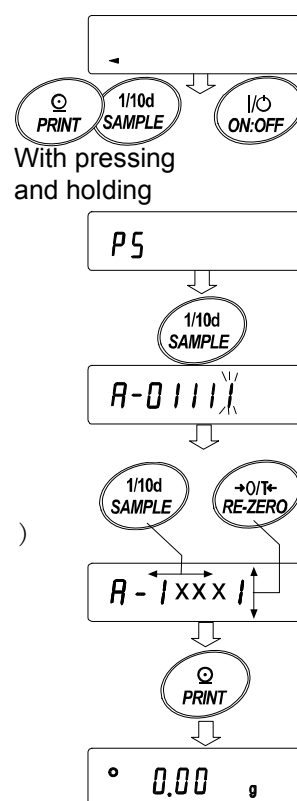 PRINT
1/10d
SAMPLE
I/⏻
ON:OFF
With pressing
and holding
PS
1/10d
SAMPLE
A-01111
1/10d
SAMPLE
→0/T←
RE-ZERO
)
A-1xxx1
PRINT
0.00 g